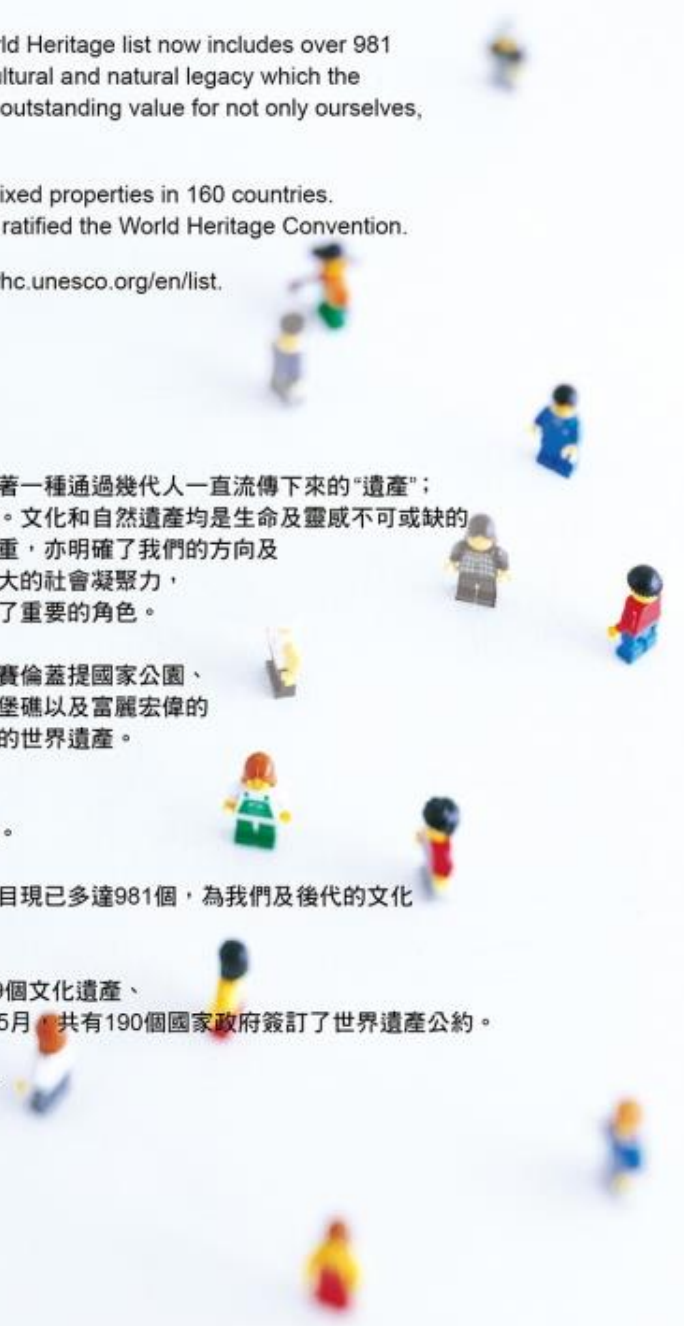 ld Heritage list now includes over 981
ultural and natural legacy which the
outstanding value for not only ourselves,
ixed properties in 160 countries.
ratified the World Heritage Convention.
hc.unesco.org/en/list.
著一種通過幾代人一直流傳下來的“遺產”；
。文化和自然遺產均是生命及靈感不可或缺的
重，亦明確了我們的方向及
大的社會凝聚力，
了重要的角色。
賽倫蓋提國家公園、
堡礁以及富麗宏偉的
的世界遺產。
。
目現已多達981個，為我們及後代的文化
9個文化遺產、
5月，共有190個國家政府簽訂了世界遺產公約。